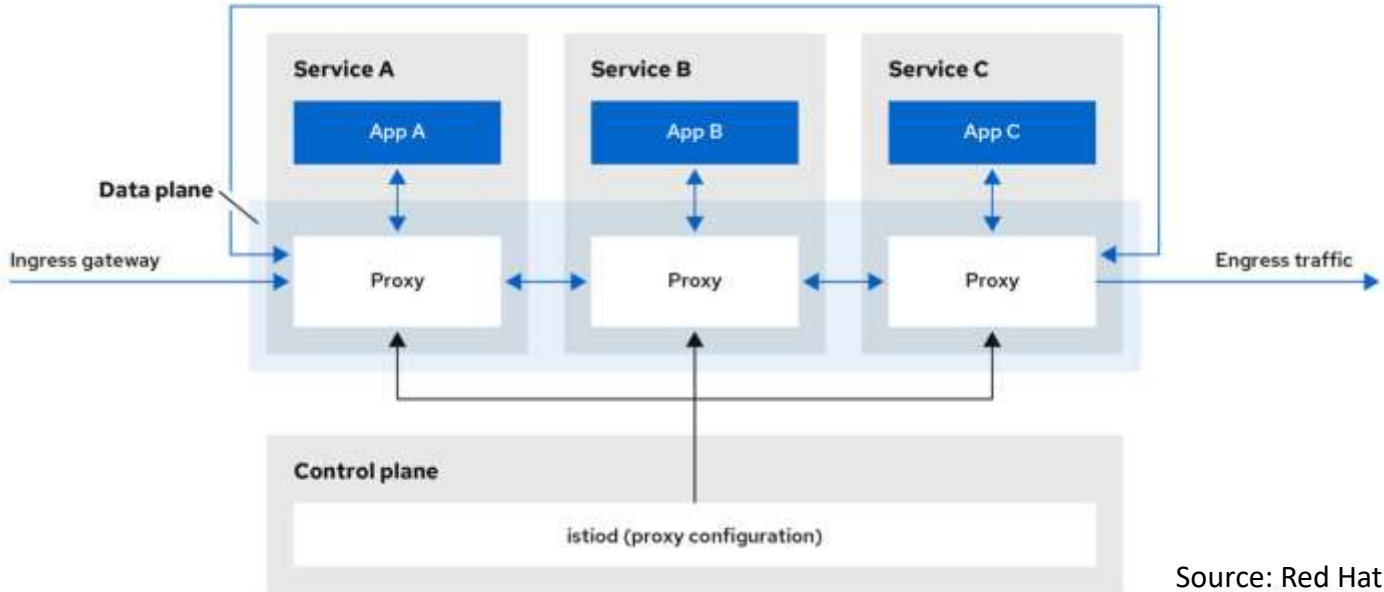 Service A
Service B
Service C
App A
App B
App C
Data plane
Ingress gateway
Proxy
Proxy
Proxy
Engress traffic
Control plane
istiod (proxy configuration)
Source: Red Hat